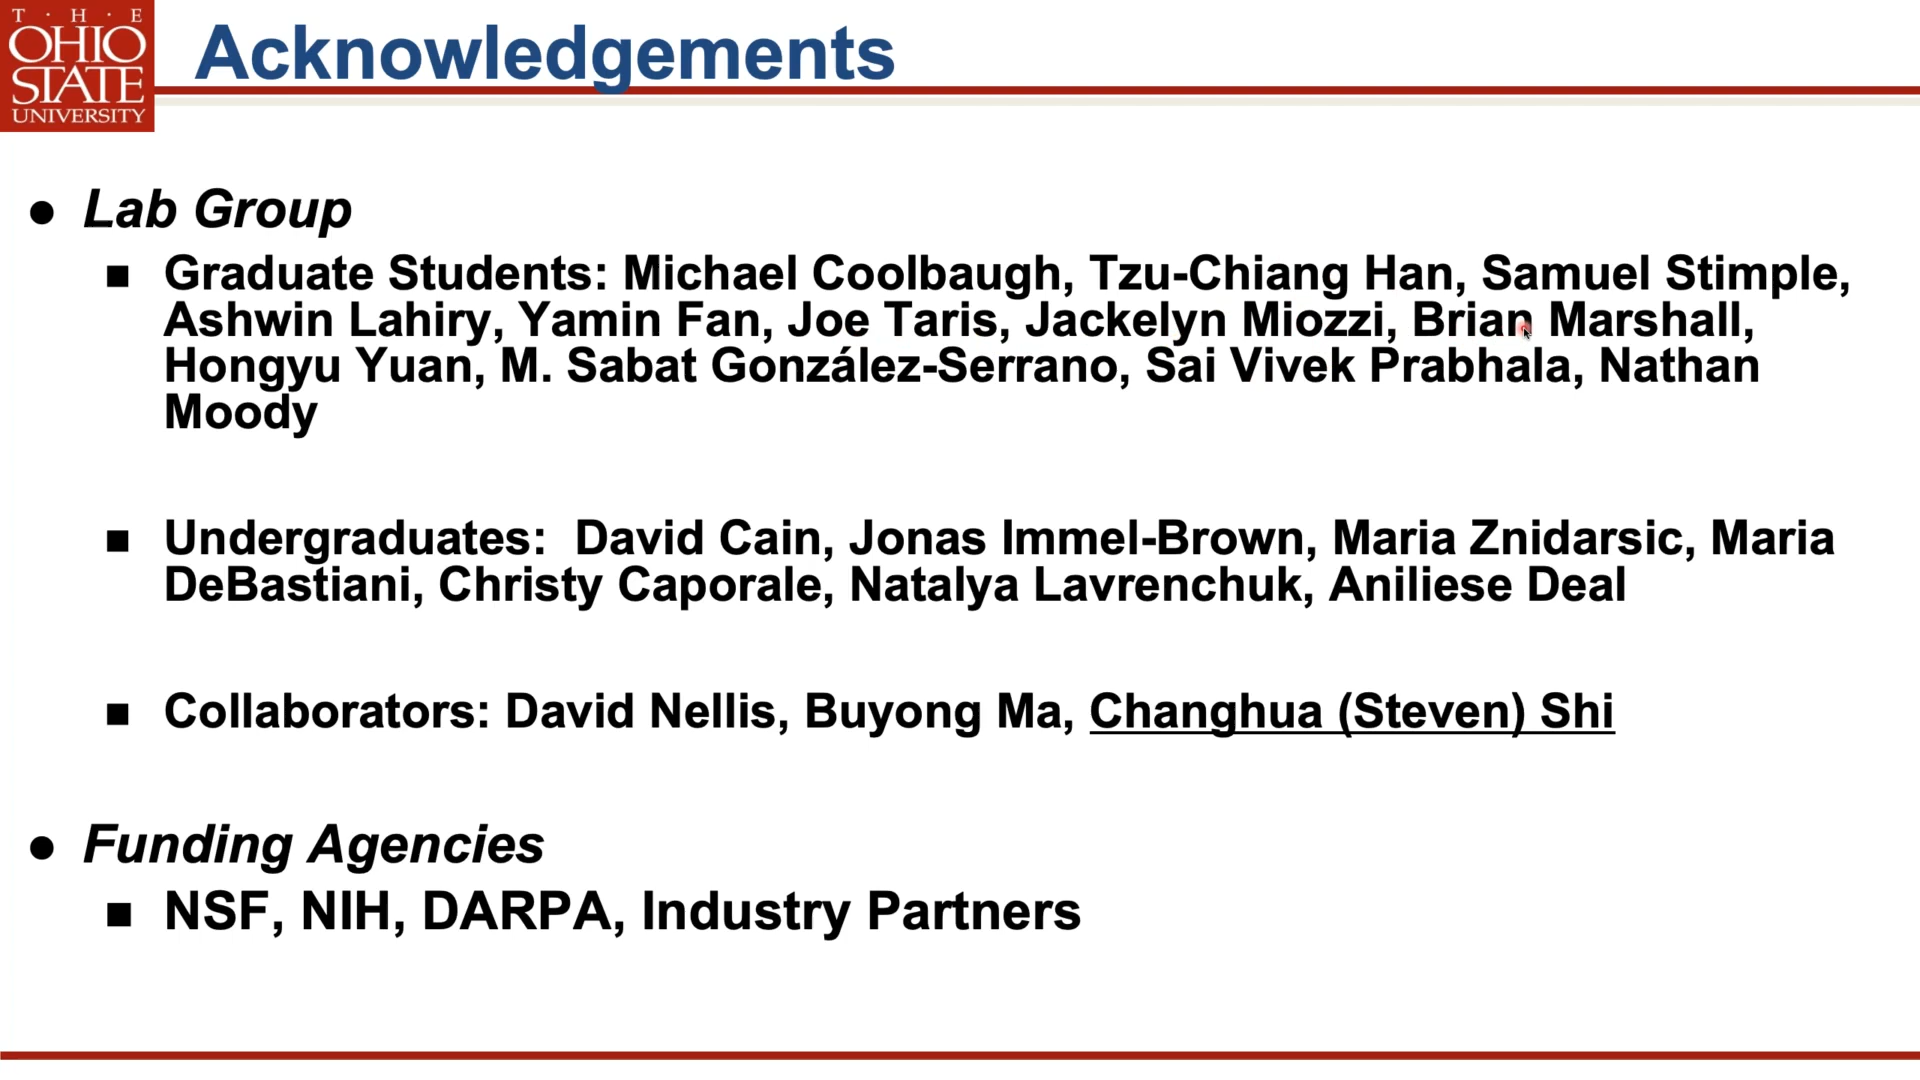 T · H · E
OHIO
STATE
UNIVERSITY
Acknowledgements
● Lab Group
■ Graduate Students: Michael Coolbaugh, Tzu-Chiang Han, Samuel Stimple,
Ashwin Lahiry, Yamin Fan, Joe Taris, Jackelyn Miozzi, Brian Marshall,
Hongyu Yuan, M. Sabat González-Serrano, Sai Vivek Prabhala, Nathan
Moody
■ Undergraduates: David Cain, Jonas Immel-Brown, Maria Znidarsic, Maria
DeBastiani, Christy Caporale, Natalya Lavrenchuk, Aniliese Deal
■ Collaborators: David Nellis, Buyong Ma, Changhua (Steven) Shi
● Funding Agencies
■ NSF, NIH, DARPA, Industry Partners